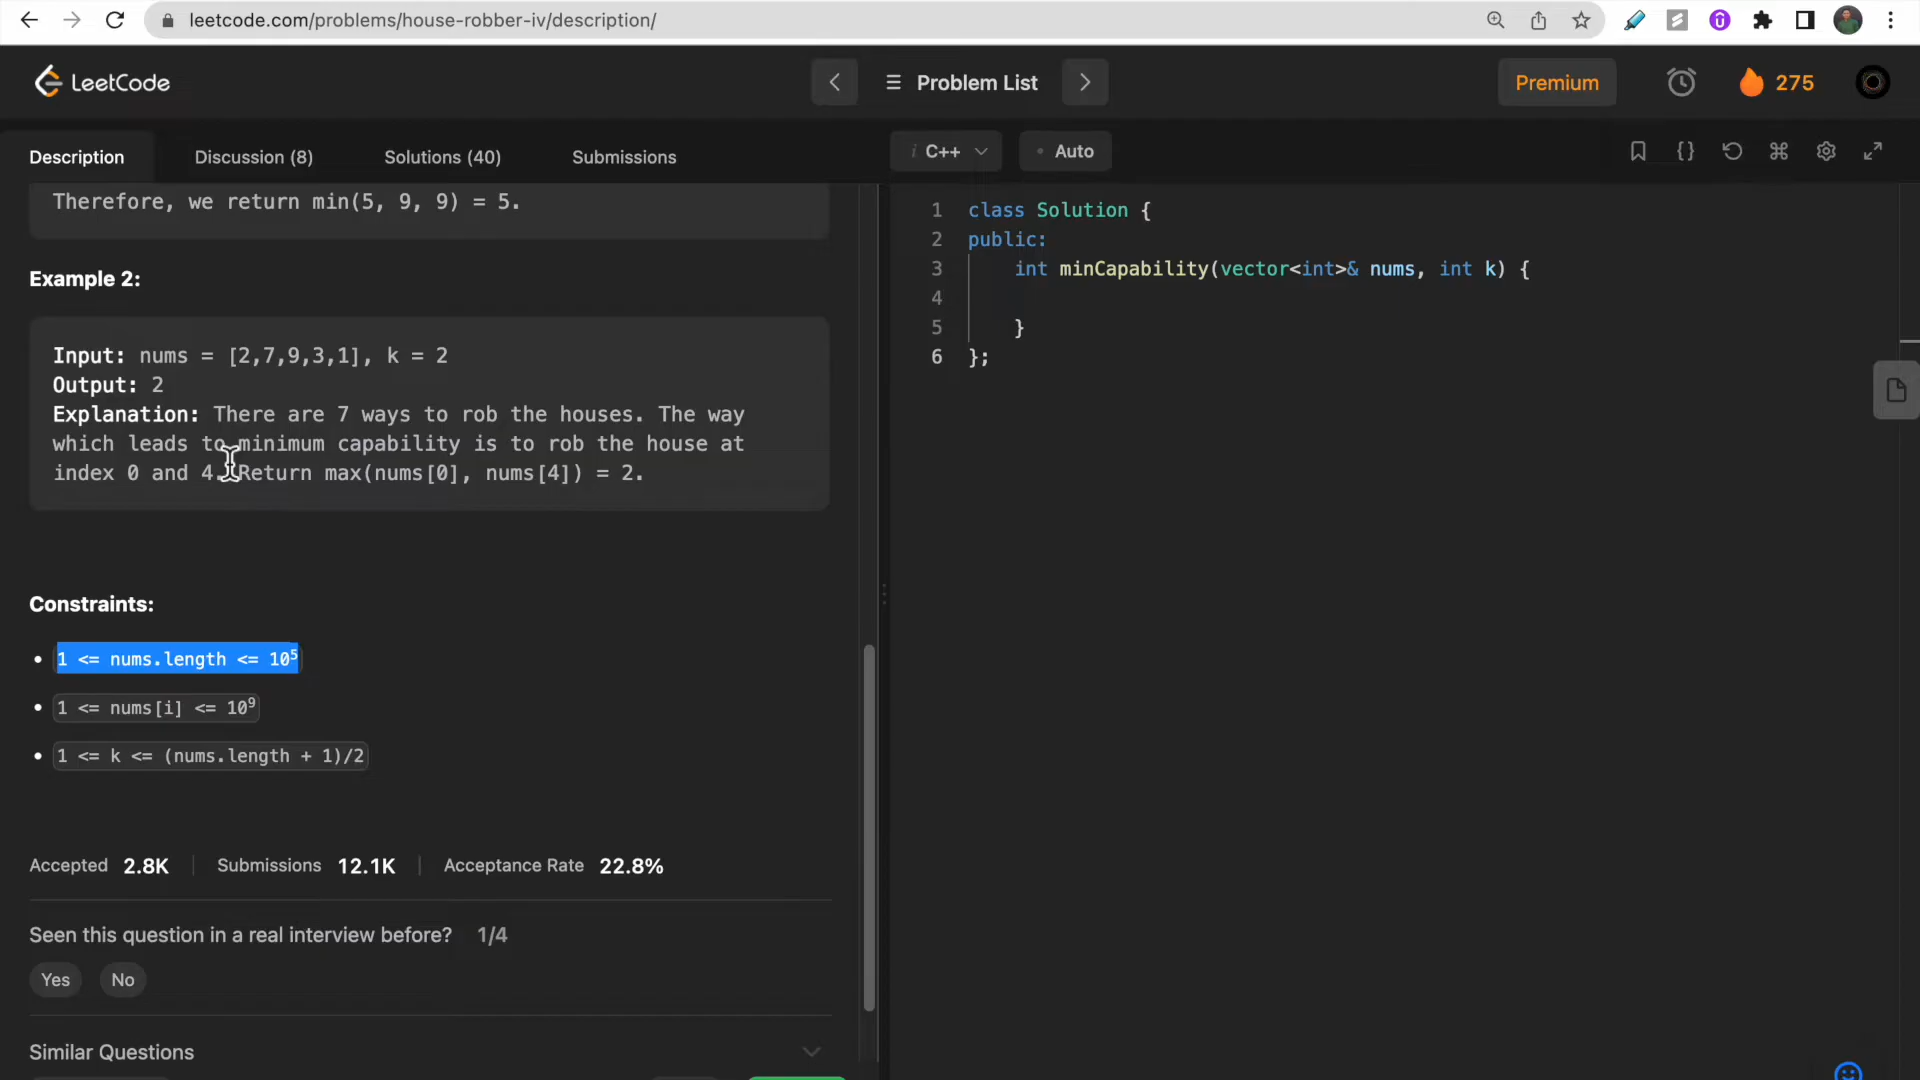 leetcode.com/problems/house-robber-iv/description/
LeetCode
Problem List
Premium
275
Description
Discussion (8)
Solutions (40)
Submissions
i C++
Auto
Therefore, we return min(5, 9, 9) = 5.
Example 2:
Input: nums = [2,7,9,3,1], k = 2
Output: 2
Explanation: There are 7 ways to rob the houses. The way
which leads to minimum capability is to rob the house at
index 0 and 4. Return max(nums[0], nums[4]) = 2.
Constraints:
1 <= nums.length <= 10⁵
1 <= nums[i] <= 10⁹
1 <= k <= (nums.length + 1)/2
Accepted 2.8K
Submissions 12.1K
Acceptance Rate 22.8%
Seen this question in a real interview before? 1/4
Yes
No
Similar Questions
1 class Solution {
2 public:
3 int minCapability(vector<int>& nums, int k) {
4
5 }
6 };